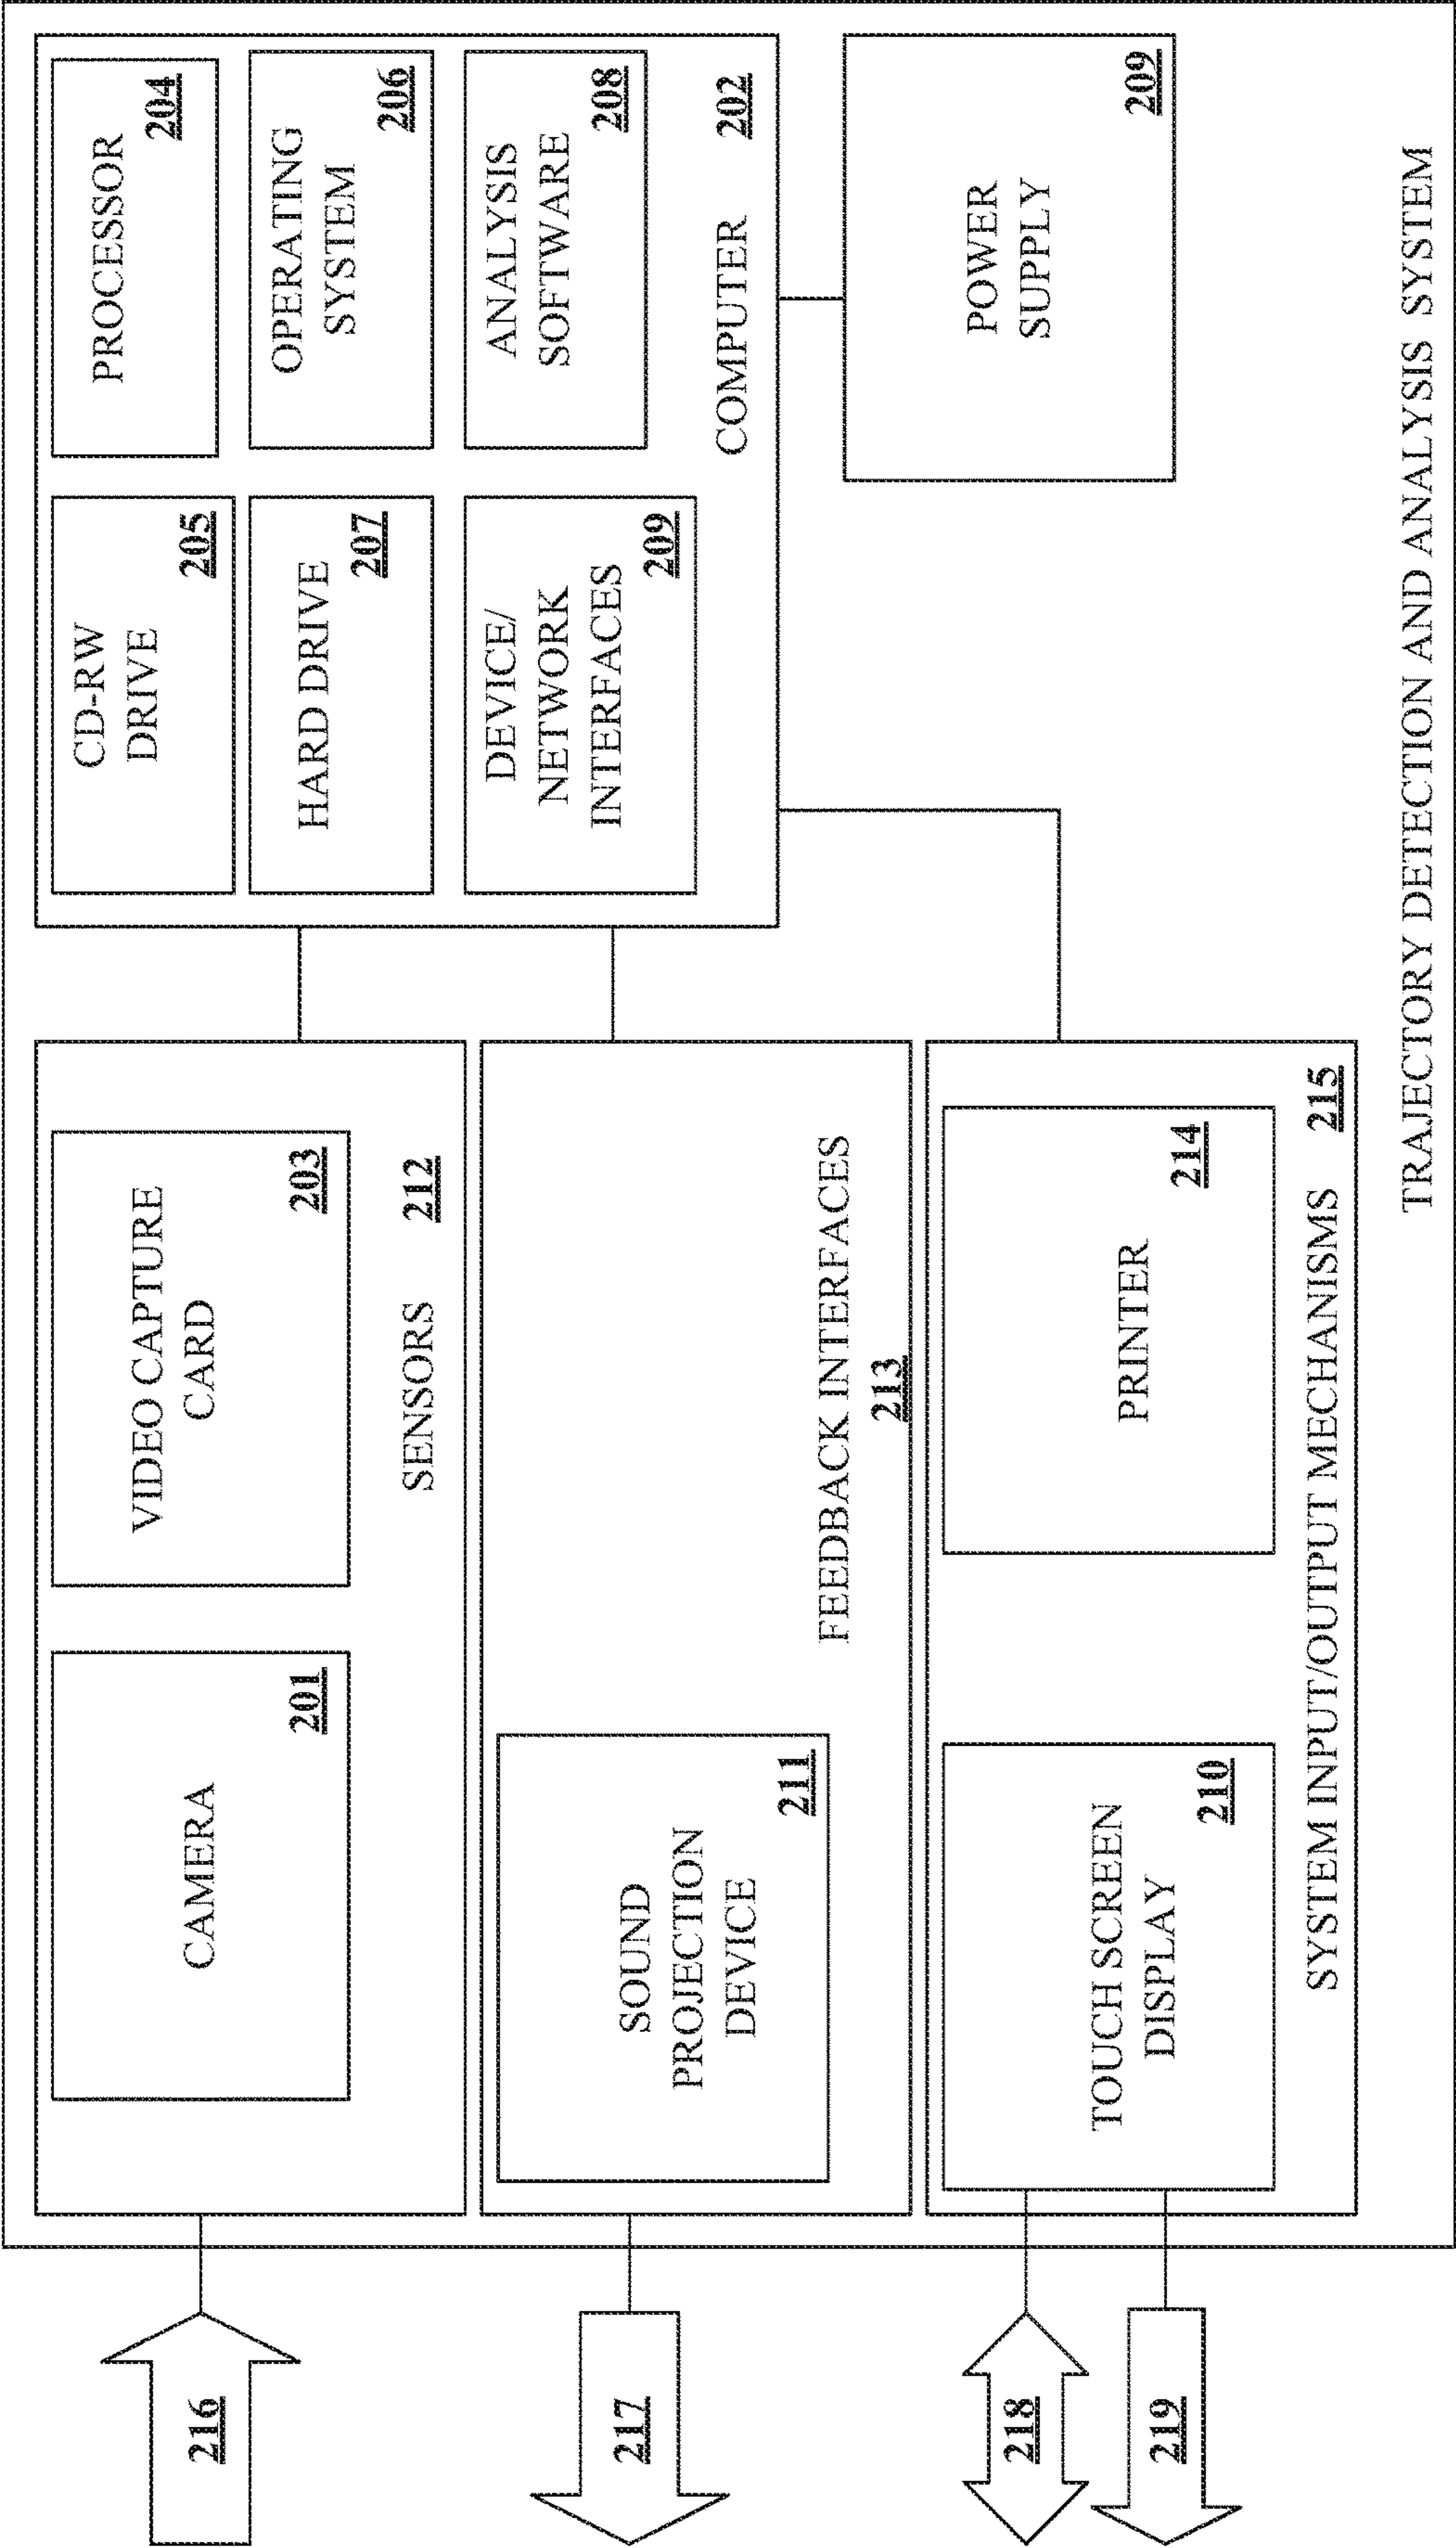 216
CAMERA
201
VIDEO CAPTURE
CARD
203
SENSORS 212
217
SOUND
PROJECTION
DEVICE
211
FEEDBACK INTERFACES
213
218
219
TOUCH SCREEN
DISPLAY
210
PRINTER
214
SYSTEM INPUT/OUTPUT MECHANISMS 215
CD-RW
DRIVE
205
PROCESSOR
204
HARD DRIVE
207
OPERATING
SYSTEM
206
DEVICE/
NETWORK
INTERFACES
209
ANALYSIS
SOFTWARE
208
COMPUTER 202
POWER
SUPPLY
209
TRAJECTORY DETECTION AND ANALYSIS SYSTEM